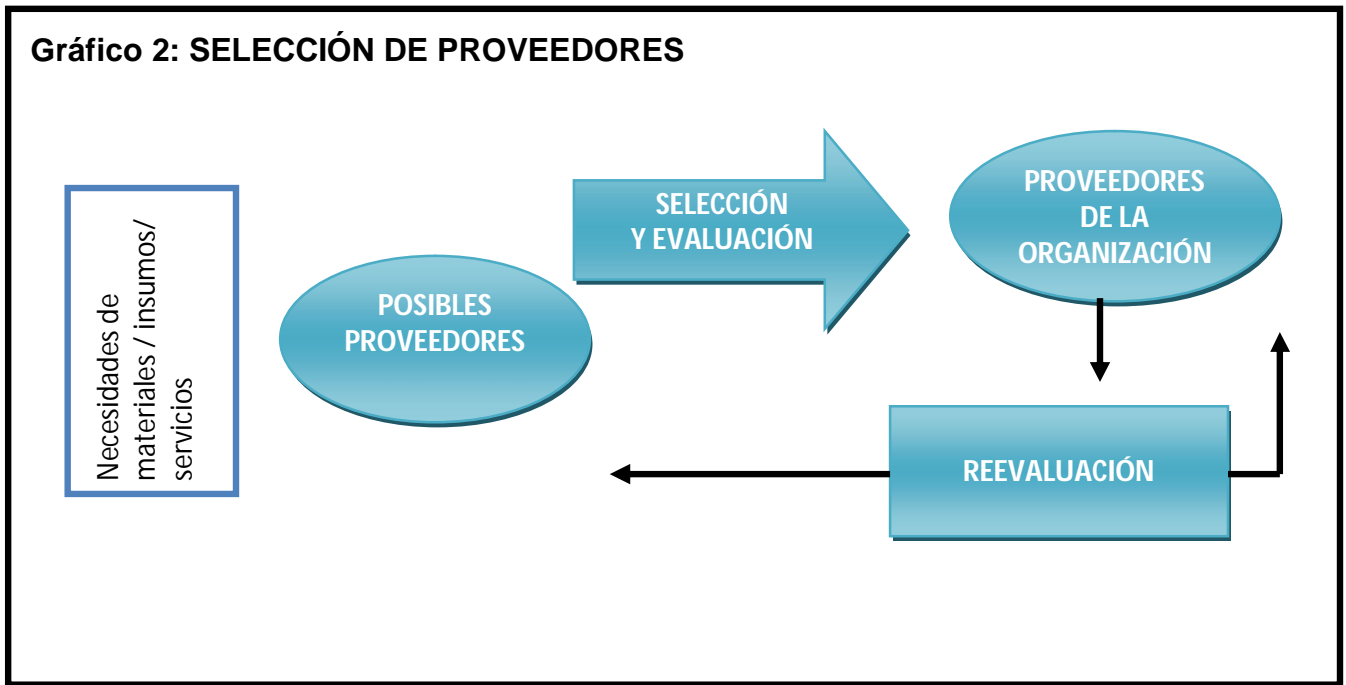 Gráfico 2: SELECCIÓN DE PROVEEDORES
Necesidades de
materiales / insumos/
servicios
POSIBLES
PROVEEDORES
SELECCIÓN
Y EVALUACIÓN
PROVEEDORES
DE LA
ORGANIZACIÓN
REEVALUACIÓN